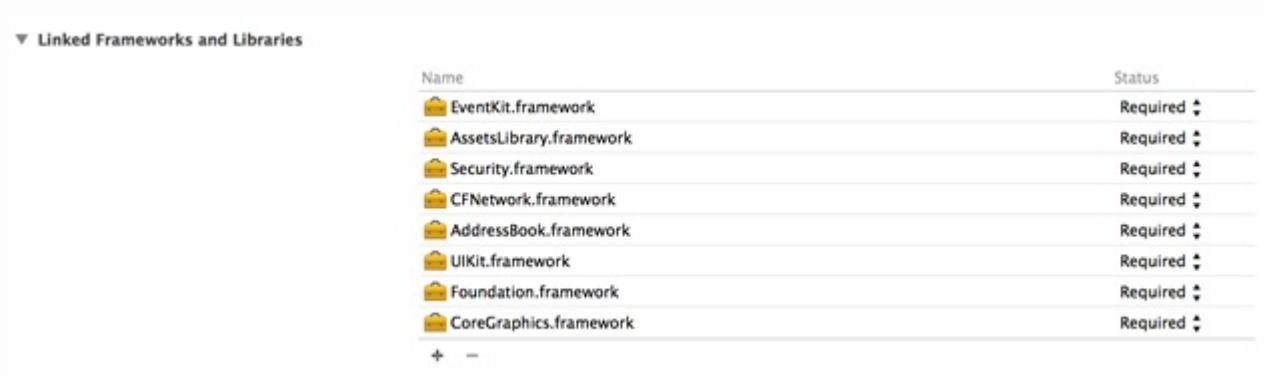 Linked Frameworks and Libraries
Name Status
EventKit.framework Required
AssetsLibrary.framework Required
Security.framework Required
CFNetwork.framework Required
AddressBook.framework Required
UIKit.framework Required
Foundation.framework Required
CoreGraphics.framework Required